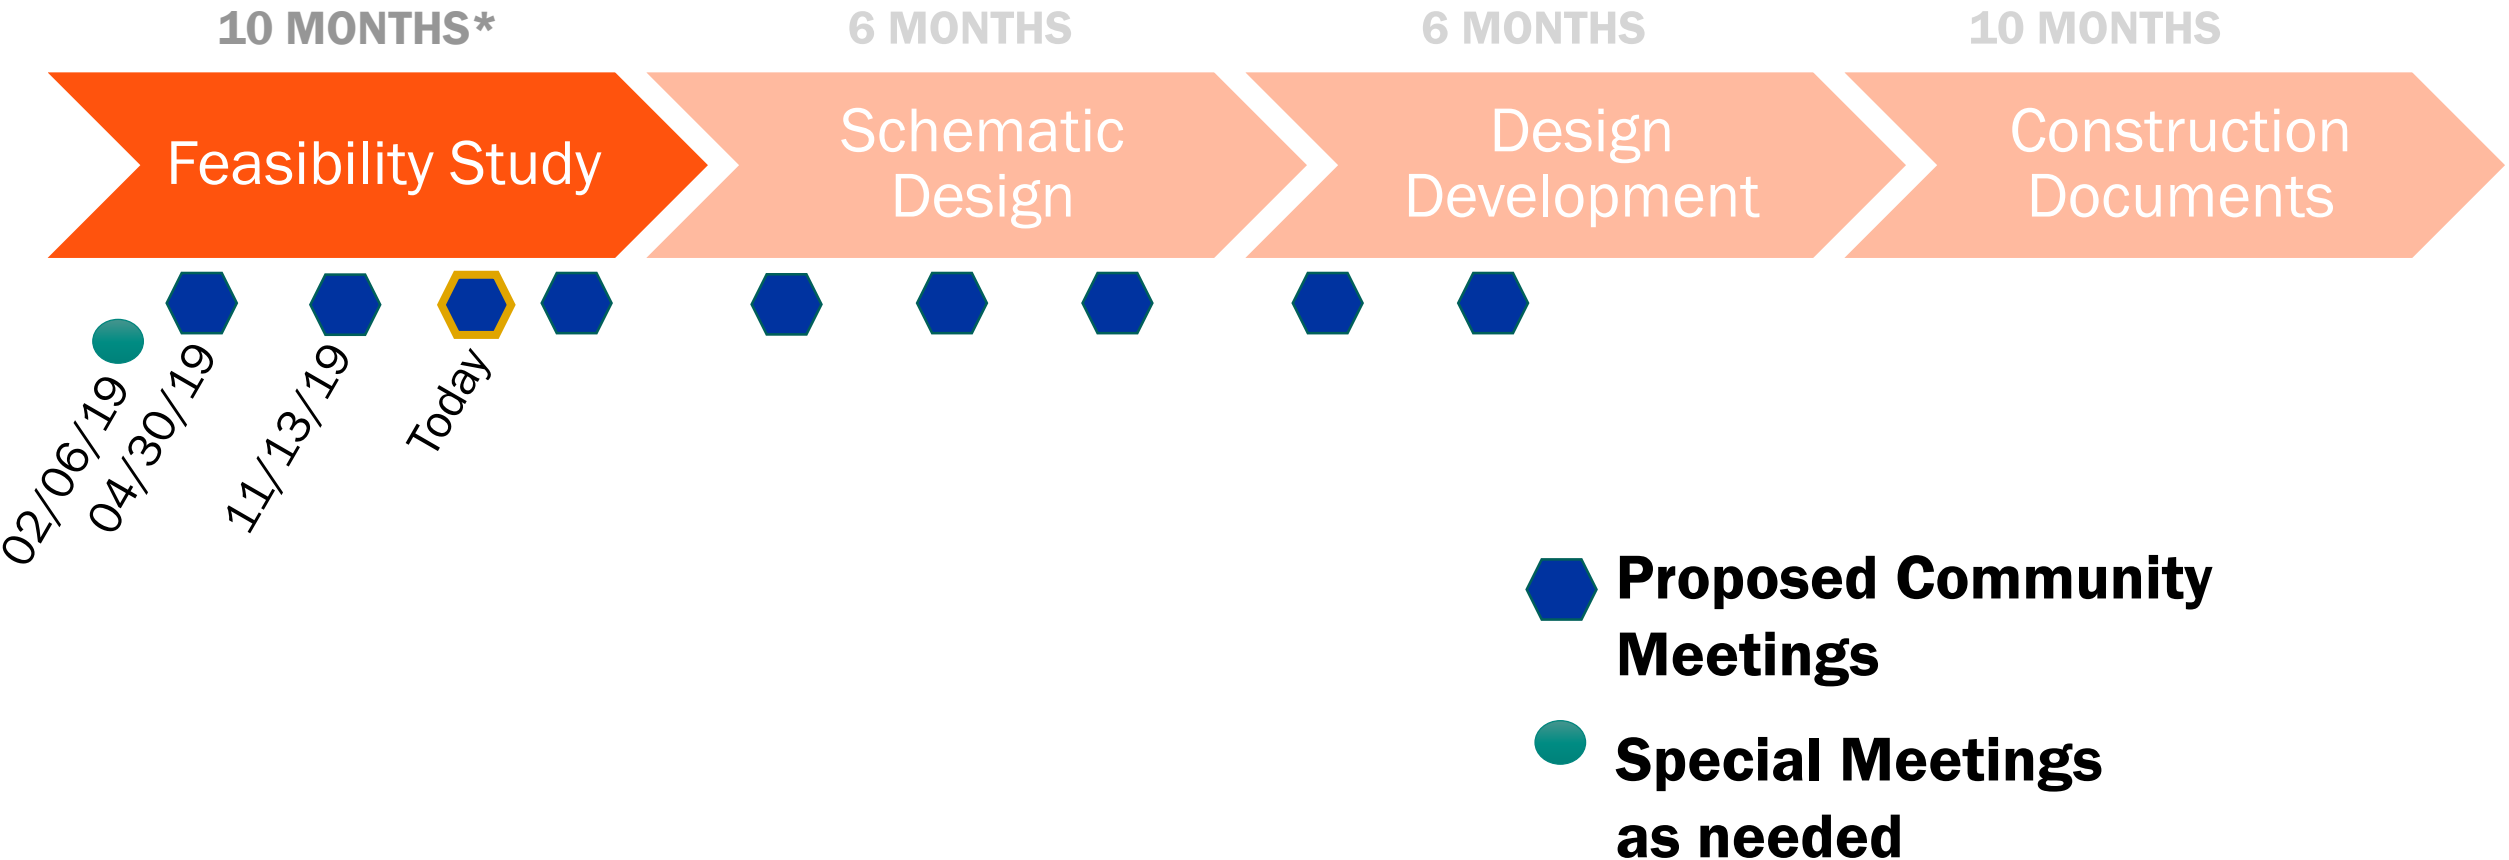 10 MONTHS*
6 MONTHS
6 MONTHS
10 MONTHS
Feasibility Study
Schematic
Design
Design
Development
Construction
Documents
02/06/19
04/30/19
11/13/19
Today
Proposed Community
Meetings
Special Meetings
as needed